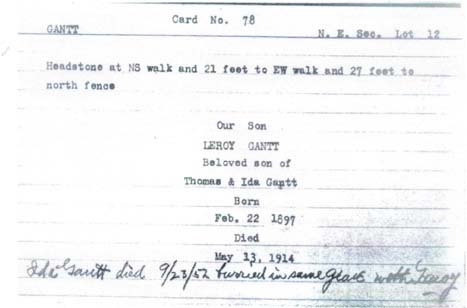 Card No. 78
GANTT
N. E. Sec. Lot 12
Headstone at NS walk and 21 feet to EW walk and 27 feet to
north fence
Our Son
LEROY GANTT
Beloved son of
Thomas & Ida Gantt
Born
Feb. 22 1897
Died
May 13, 1914
Ida Gantt died 9/23/52 burried in same Grave with Leroy